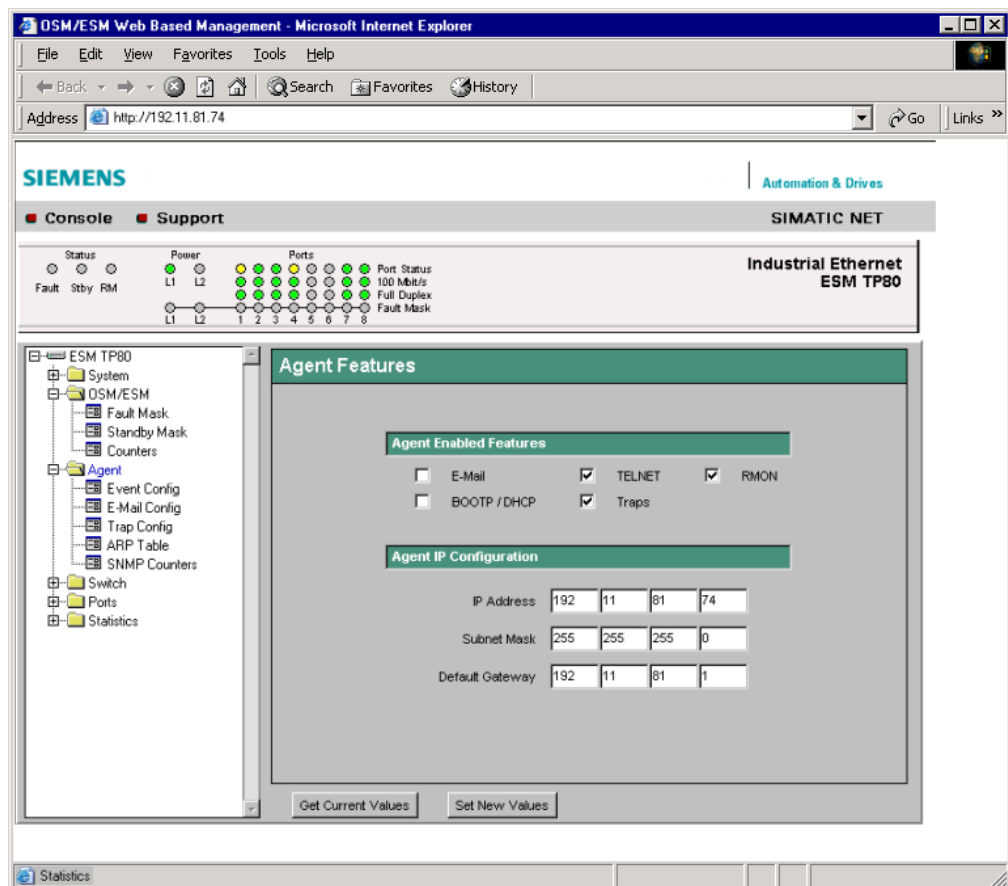 OSM/ESM Web Based Management - Microsoft Internet Explorer
File Edit View Favorites Tools Help
Back Search Favorites History
Address http://192.11.81.74 Go Links »
SIEMENS
Automation & Drives
Console Support SIMATIC NET
Status Power Ports
Port Status
100 Mbit/s
Full Duplex
Fault Mask
Fault Stby RM L1 L2
L1 L2 1 2 3 4 5 6 7 8
Industrial Ethernet
ESM TP80
ESM TP80
System
OSM/ESM
Fault Mask
Standby Mask
Counters
Agent
Event Config
E-Mail Config
Trap Config
ARP Table
SNMP Counters
Switch
Ports
Statistics
Agent Features
Agent Enabled Features
E-Mail TELNET RMON
BOOTP / DHCP Traps
Agent IP Configuration
IP Address 192 11 81 74
Subnet Mask 255 255 255 0
Default Gateway 192 11 81 1
Get Current Values Set New Values
Statistics